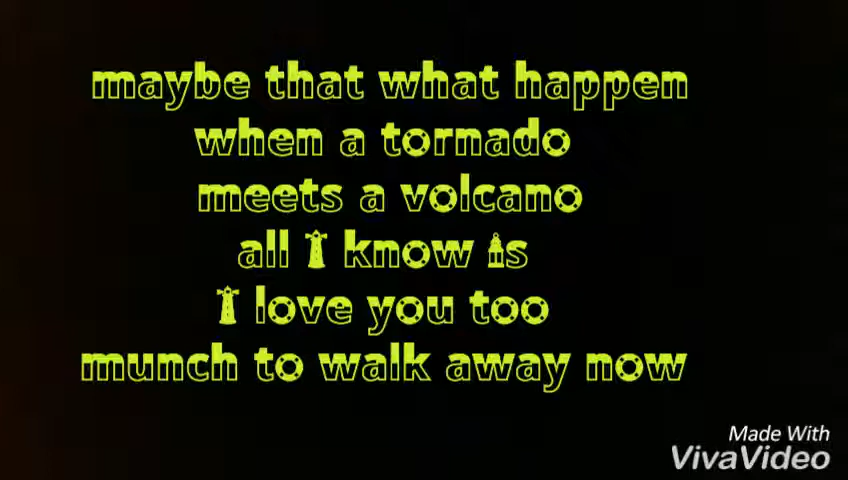 maybe that what happen
when a tornado
meets a volcano
all I know is
I love you too
munch to walk away now
Made With
VivaVideo